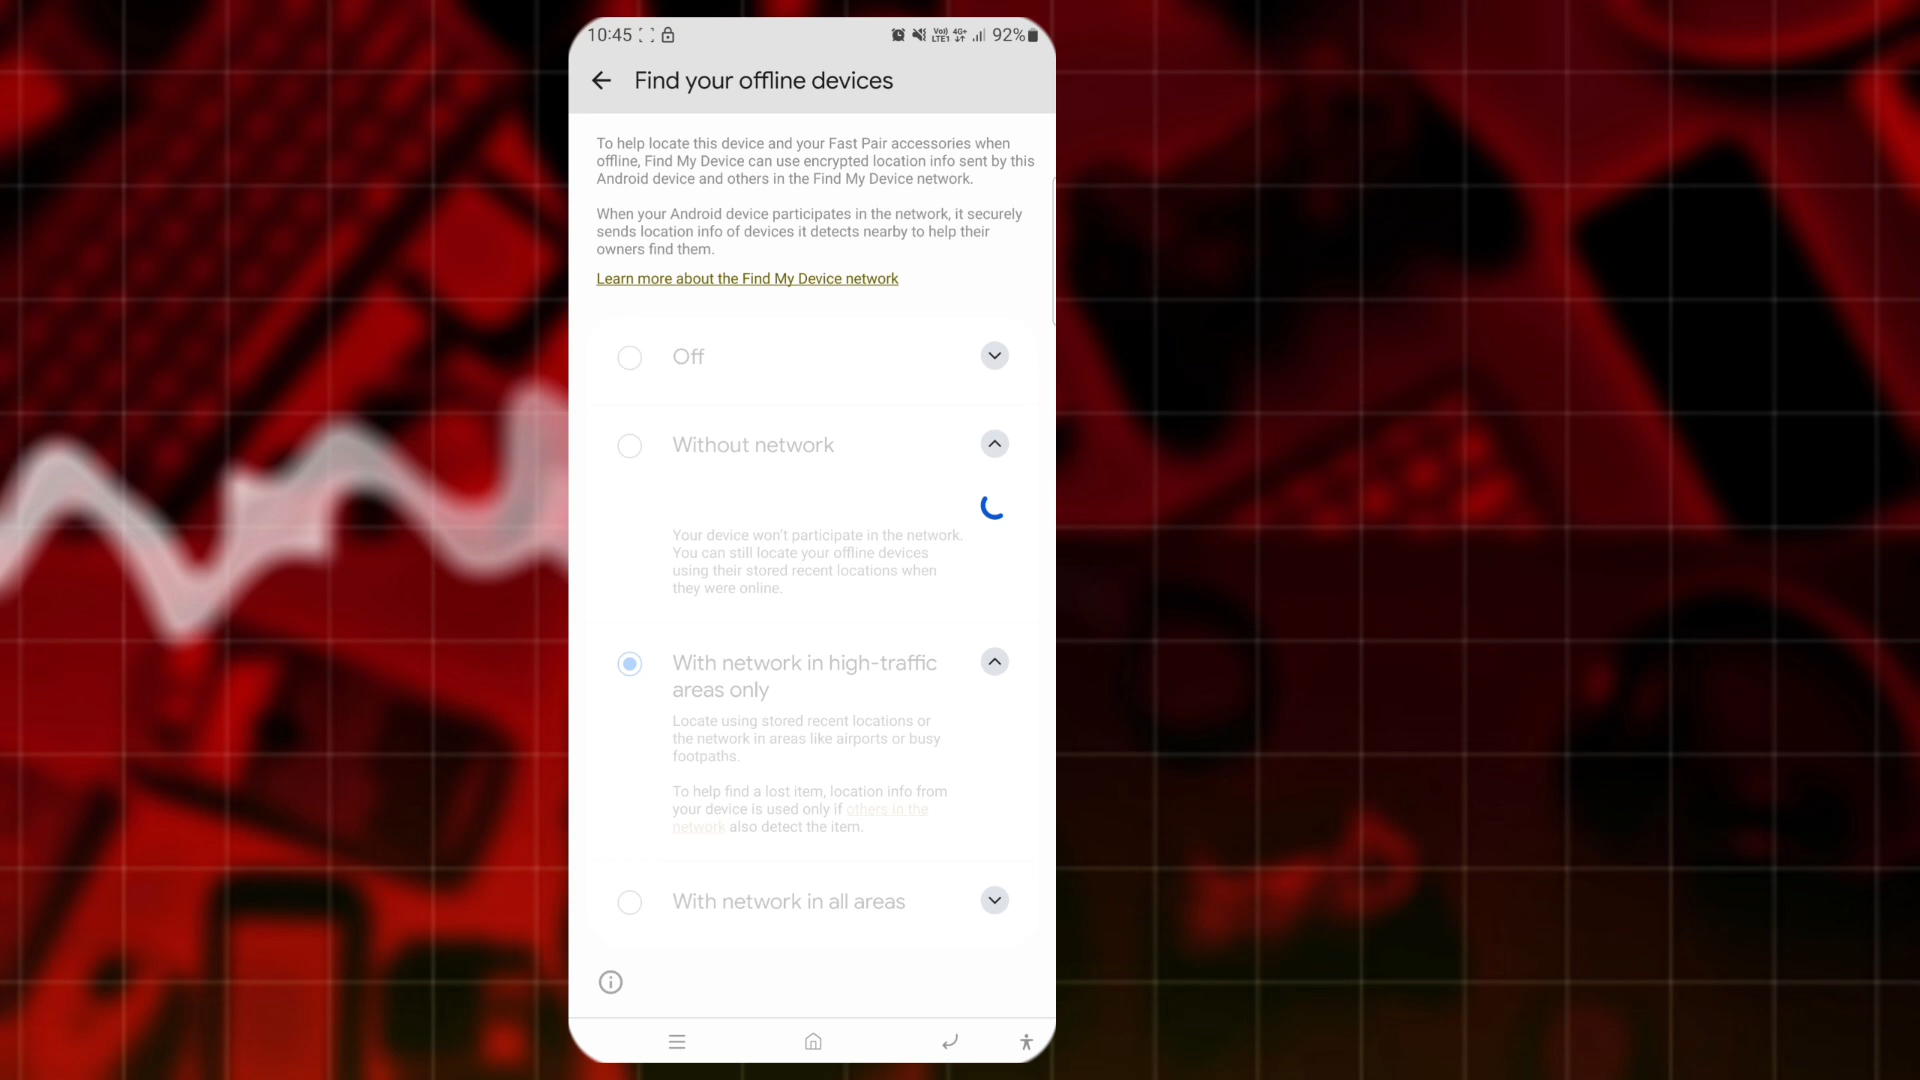 10:45
Vo)) LTE1 4G+ 92%
Find your offline devices
To help locate this device and your Fast Pair accessories when
offline, Find My Device can use encrypted location info sent by this
Android device and others in the Find My Device network.
When your Android device participates in the network, it securely
sends location info of devices it detects nearby to help their
owners find them.
Learn more about the Find My Device network
Off
Without network
Your device won't participate in the network.
You can still locate your offline devices
using their stored recent locations when
they were online.
With network in high-traffic
areas only
Locate using stored recent locations or
the network in areas like airports or busy
footpaths.
To help find a lost item, location info from
your device is used only if others in the
network also detect the item.
With network in all areas